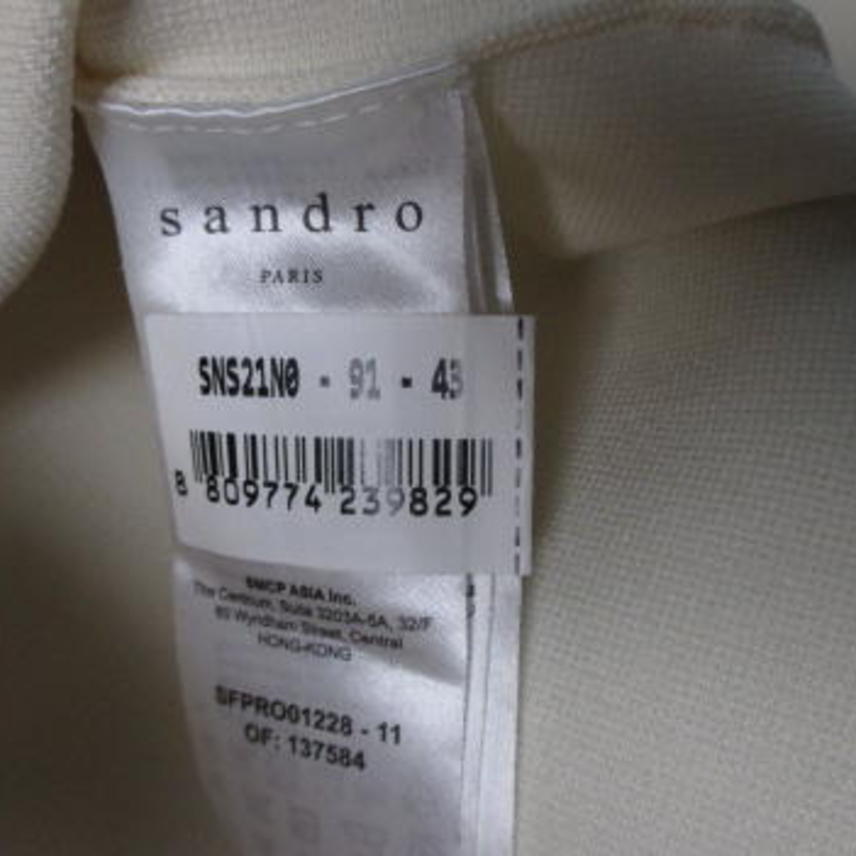 sandro
PARIS
SNS21N0 - 91 - 43
8 809774 239829
SMCP ASIA Inc.
The Centrum, Suite 3203A-5A, 32/F
60 Wyndham Street, Central
HONG-KONG
SFPRO01228 - 11
OF: 137584